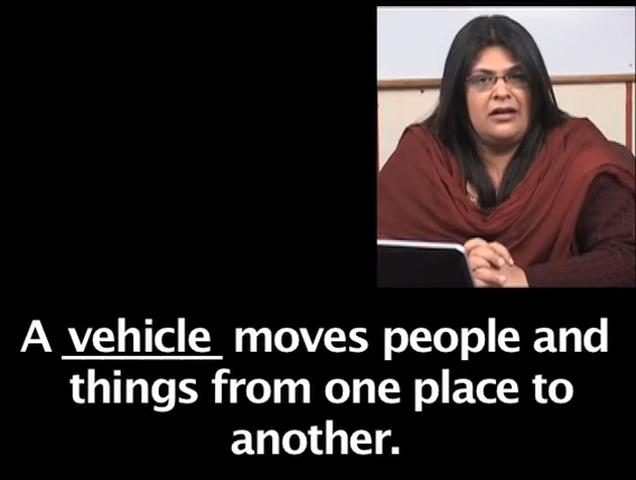 A vehicle moves people and
things from one place to
another.